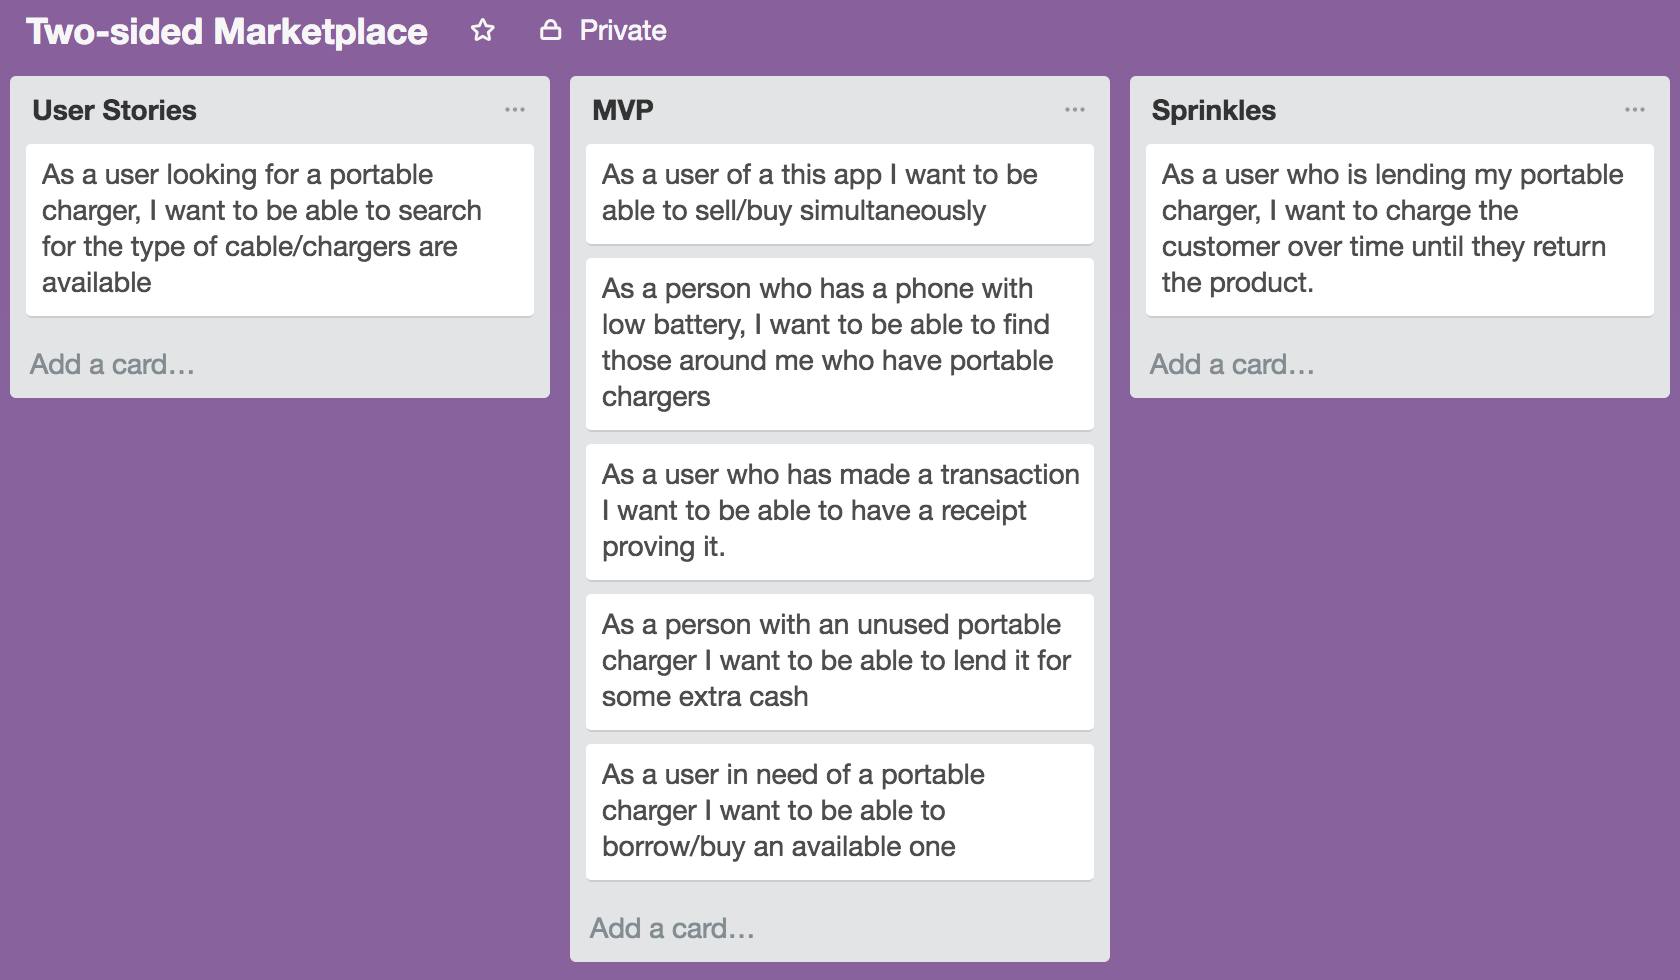 Two-sided Marketplace
Private
User Stories
As a user looking for a portable
charger, I want to be able to search
for the type of cable/chargers are
available
Add a card…
MVP
As a user of a this app I want to be
able to sell/buy simultaneously
As a person who has a phone with
low battery, I want to be able to find
those around me who have portable
chargers
As a user who has made a transaction
I want to be able to have a receipt
proving it.
As a person with an unused portable
charger I want to be able to lend it for
some extra cash
As a user in need of a portable
charger I want to be able to
borrow/buy an available one
Add a card…
Sprinkles
As a user who is lending my portable
charger, I want to charge the
customer over time until they return
the product.
Add a card…